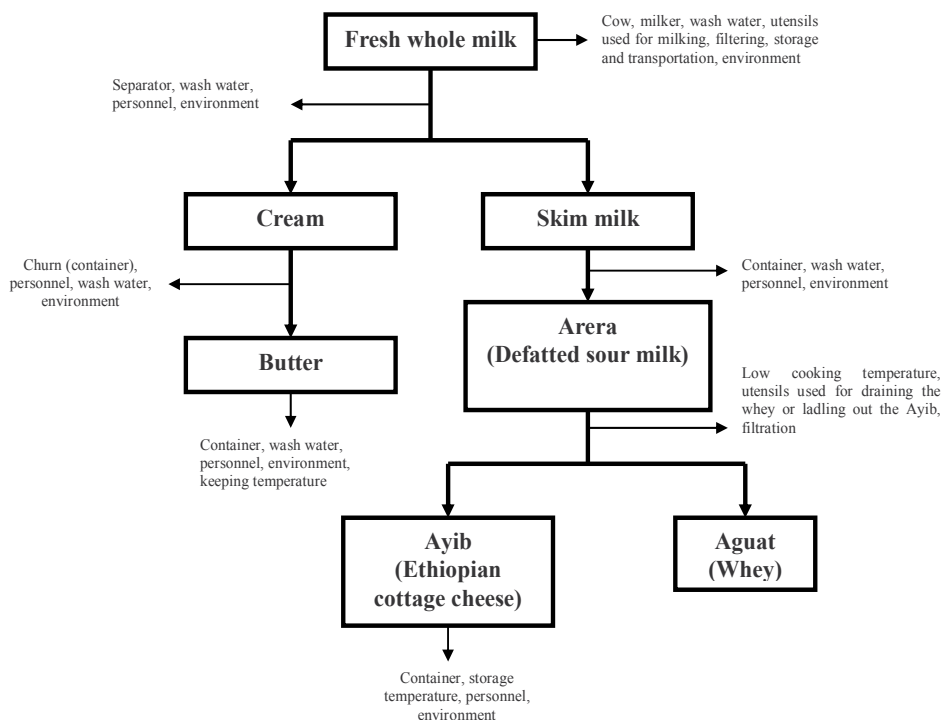 Fresh whole milk
Cow, milker, wash water, utensils
used for milking, filtering, storage
and transportation, environment
Separator, wash water,
personnel, environment
Cream
Skim milk
Churn (container),
personnel, wash water,
environment
Container, wash water,
personnel, environment
Arera
(Defatted sour milk)
Butter
Low cooking temperature,
utensils used for draining the
whey or ladling out the Ayib,
filtration
Container, wash water,
personnel, environment,
keeping temperature
Ayib
(Ethiopian
cottage cheese)
Aguat
(Whey)
Container, storage
temperature, personnel,
environment